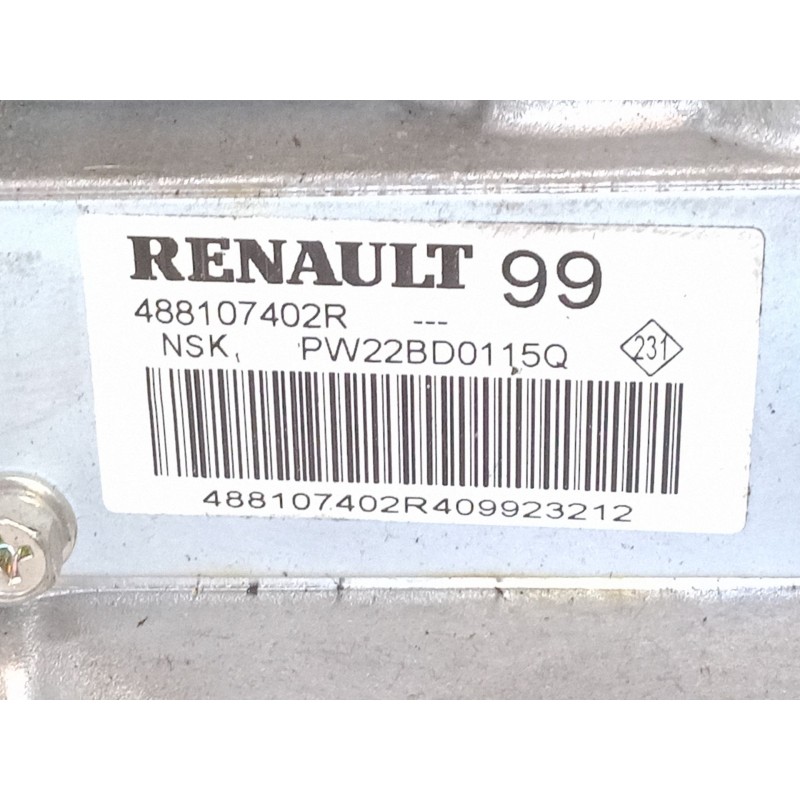 RENAULT 99
488107402R ---
NSK, PW22BD0115Q 231
488107402R409923212